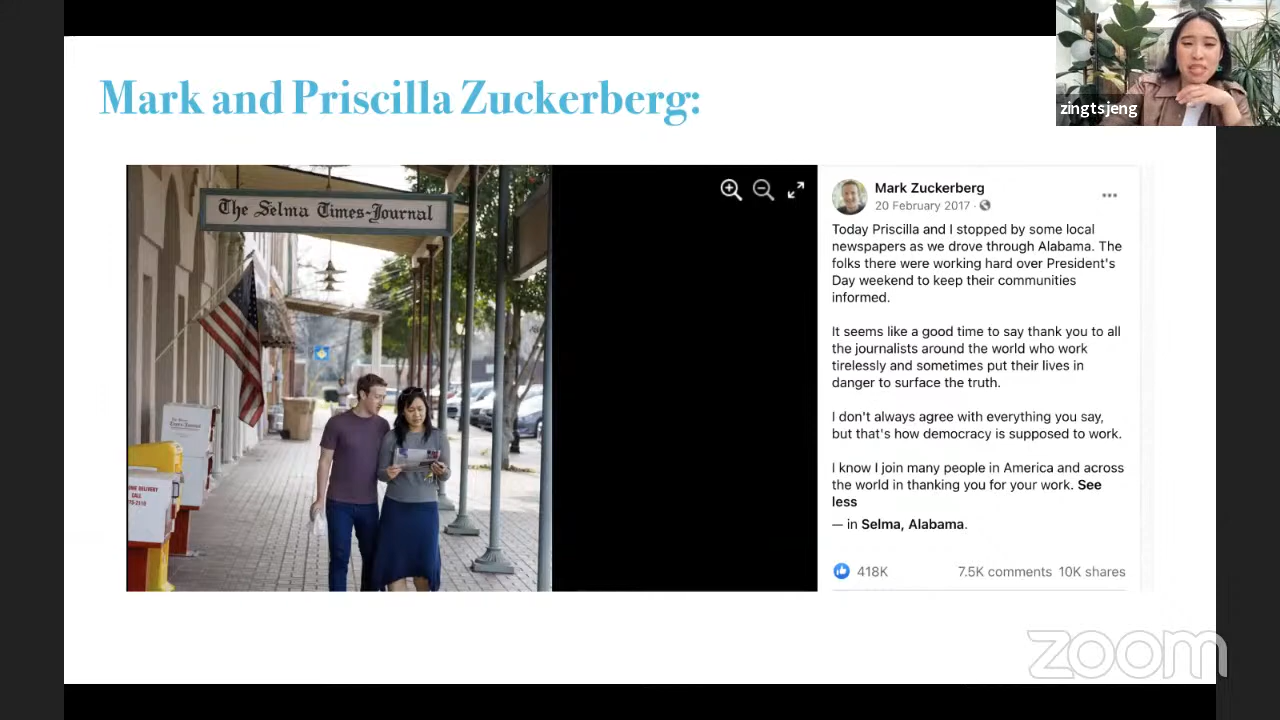 Mark and Priscilla Zuckerberg:
zingtsjeng
The Selma Times-Journal
Mark Zuckerberg
20 February 2017 ·
Today Priscilla and I stopped by some local
newspapers as we drove through Alabama. The
folks there were working hard over President's
Day weekend to keep their communities
informed.
It seems like a good time to say thank you to all
the journalists around the world who work
tirelessly and sometimes put their lives in
danger to surface the truth.
I don't always agree with everything you say,
but that's how democracy is supposed to work.
I know I join many people in America and across
the world in thanking you for your work. See
less
— in Selma, Alabama.
418K
7.5K comments 10K shares
zoom